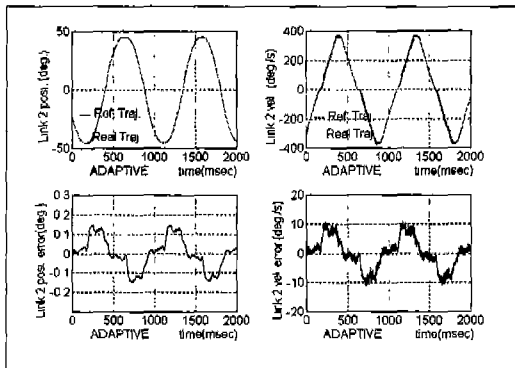 50
0
-50
Link 2 posi. (deg.)
Ref. Traj.
Real Traj
0 500 1000 1500 2000
ADAPTIVE time(msec)
400
200
0
-200
-400
Link 2 vel. (deg/s)
Ref. Traj.
Real Traj
0 500 1000 1500 2000
ADAPTIVE time(msec)
0 3
0 2
0 1
0
-0 1
-0 2
Link 2 posi. error(deg.)
0 500 1000 1500 2000
ADAPTIVE time(msec)
20
10
0
-10
-20
Link 2 vel. error(deg/s)
0 500 1000 1500 2000
ADAPTIVE time(msec)